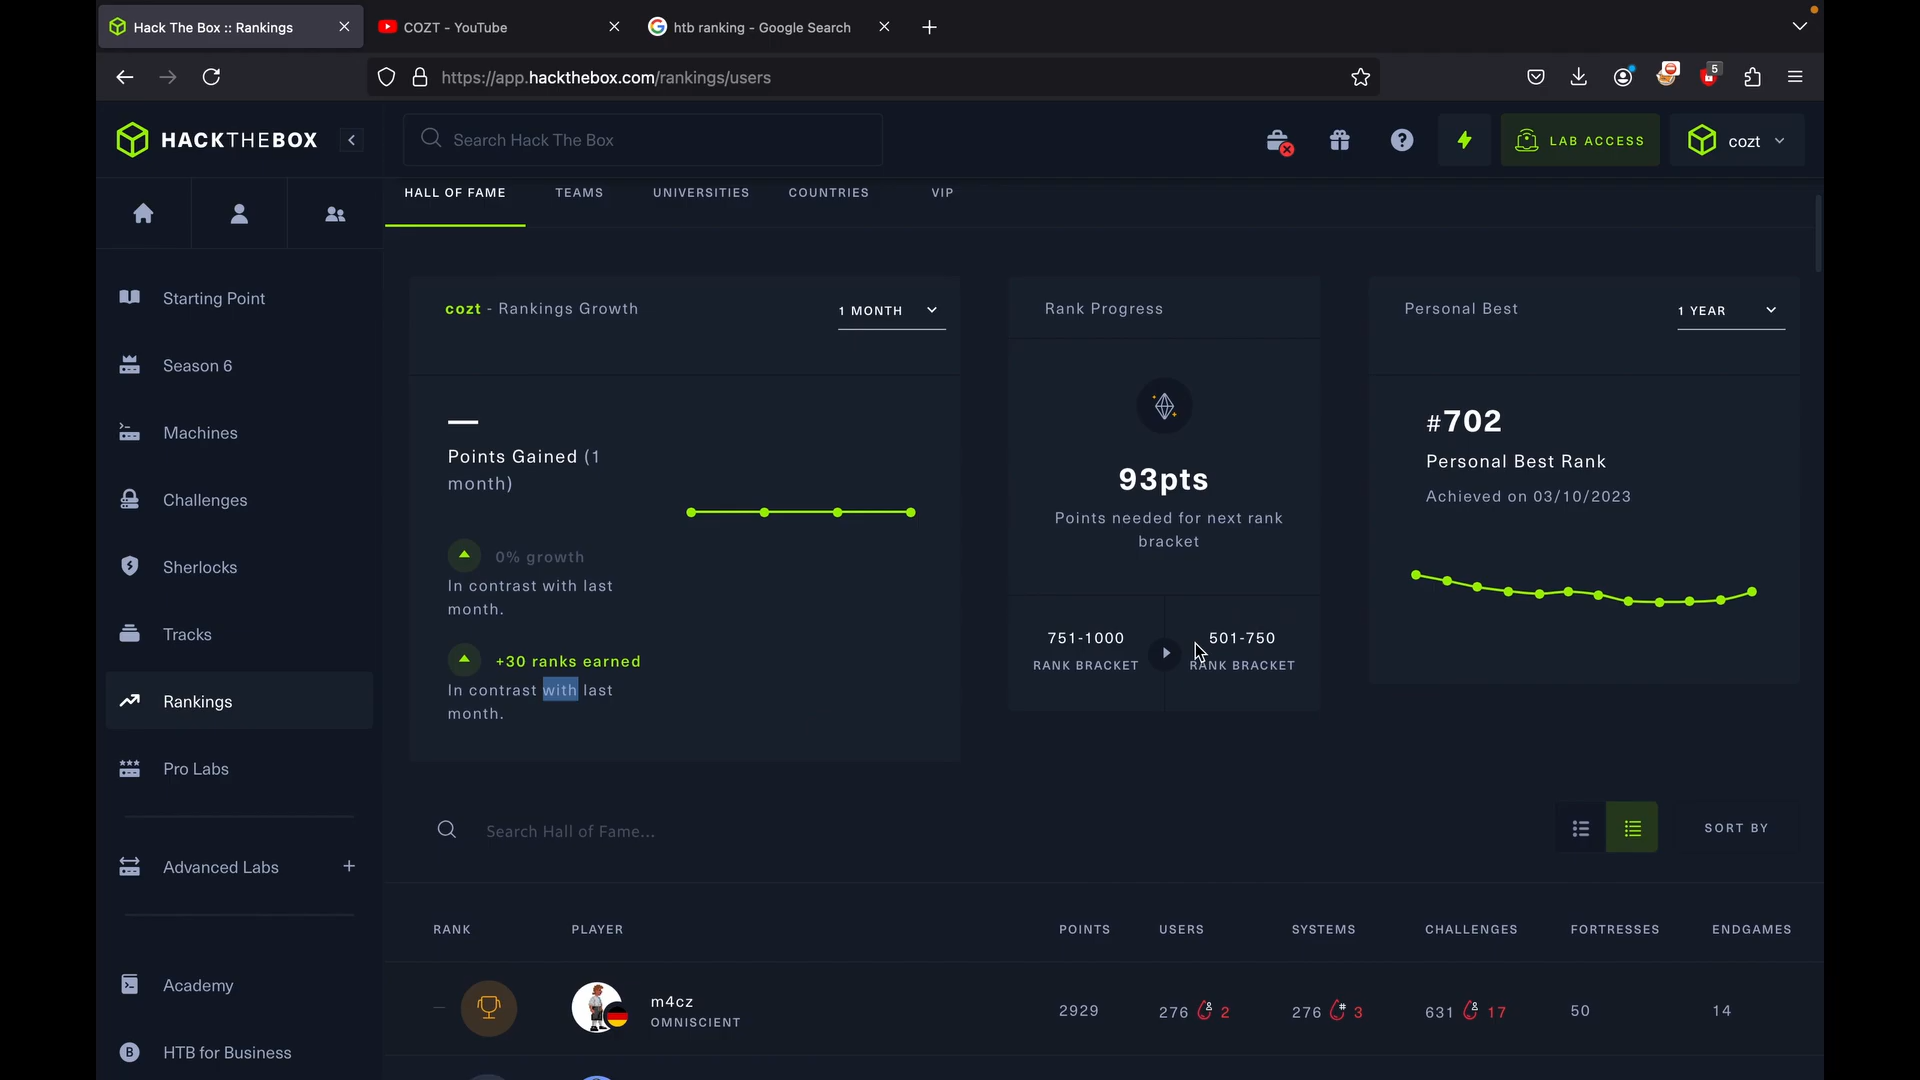 Hack The Box :: Rankings
COZT - YouTube
htb ranking - Google Search
https://app.hackthebox.com/rankings/users
5
HACKTHEBOX
Search Hack The Box
LAB ACCESS
cozt
HALL OF FAME
TEAMS
UNIVERSITIES
COUNTRIES
VIP
Starting Point
Season 6
Machines
Challenges
Sherlocks
Tracks
Rankings
Pro Labs
Advanced Labs
Academy
B
HTB for Business
cozt - Rankings Growth
1 MONTH
Points Gained (1
month)
0% growth
In contrast with last
month.
+30 ranks earned
In contrast with last
month.
Rank Progress
93pts
Points needed for next rank
bracket
751-1000
RANK BRACKET
501-750
RANK BRACKET
Personal Best
1 YEAR
#702
Personal Best Rank
Achieved on 03/10/2023
Search Hall of Fame...
SORT BY
RANK PLAYER POINTS USERS SYSTEMS CHALLENGES FORTRESSES ENDGAMES
m4cz
OMNISCIENT
2929 276 2 276 3 631 17 50 14